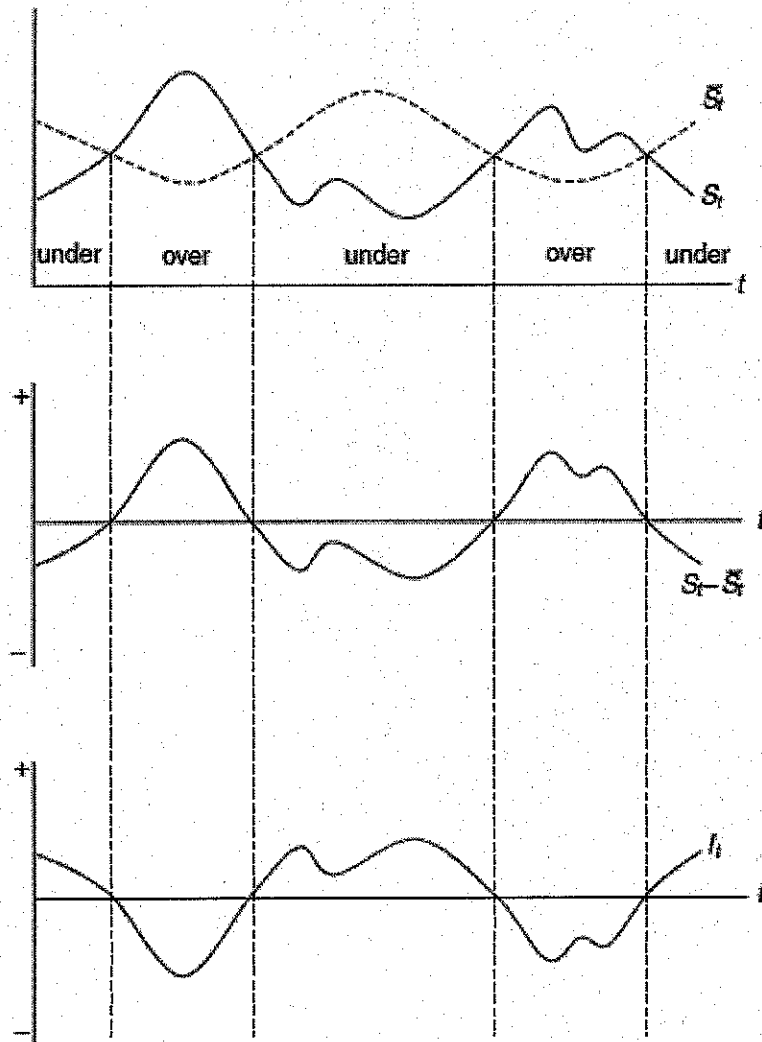 S̄t
St
under over under over under
t
+
t
St – S̄t
–
+
It
t
–